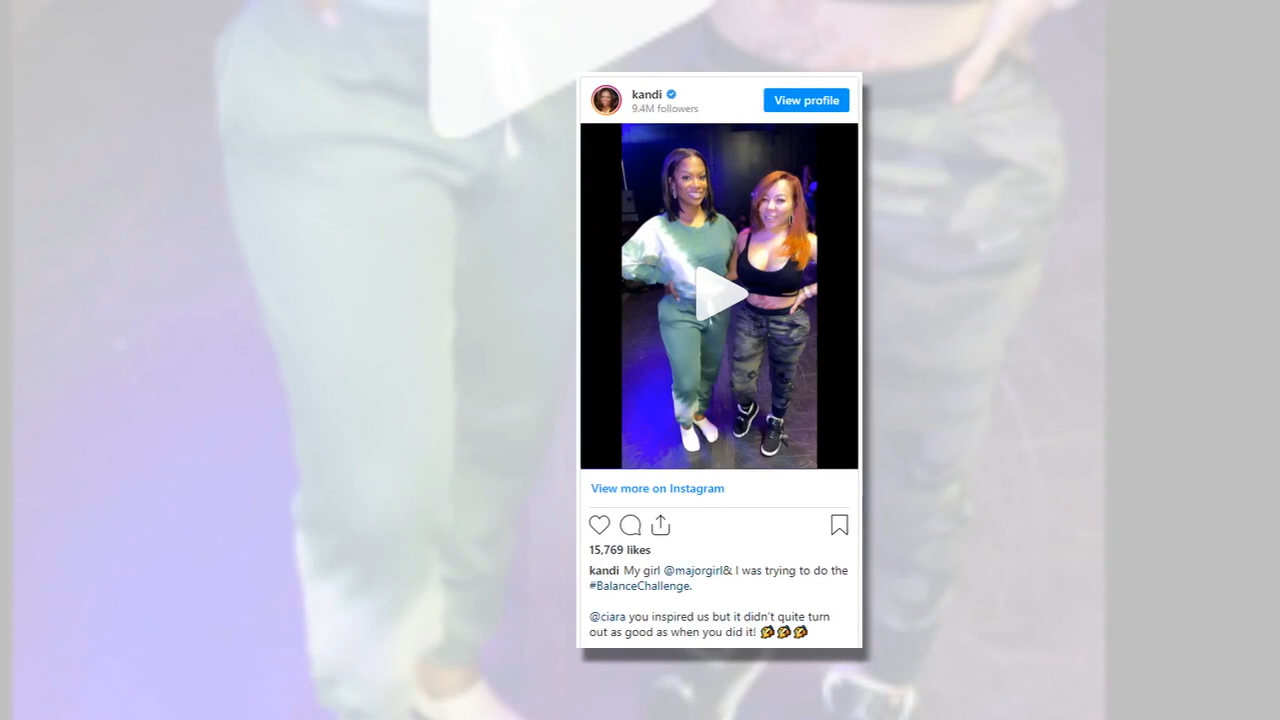 kandi
9.4M followers
View profile
View more on Instagram
15,769 likes
kandi My girl @majorgirl& I was trying to do the
#BalanceChallenge.
@ciara you inspired us but it didn't quite turn
out as good as when you did it! 🤦🏽‍♀️🤦🏽‍♀️🤦🏽‍♀️